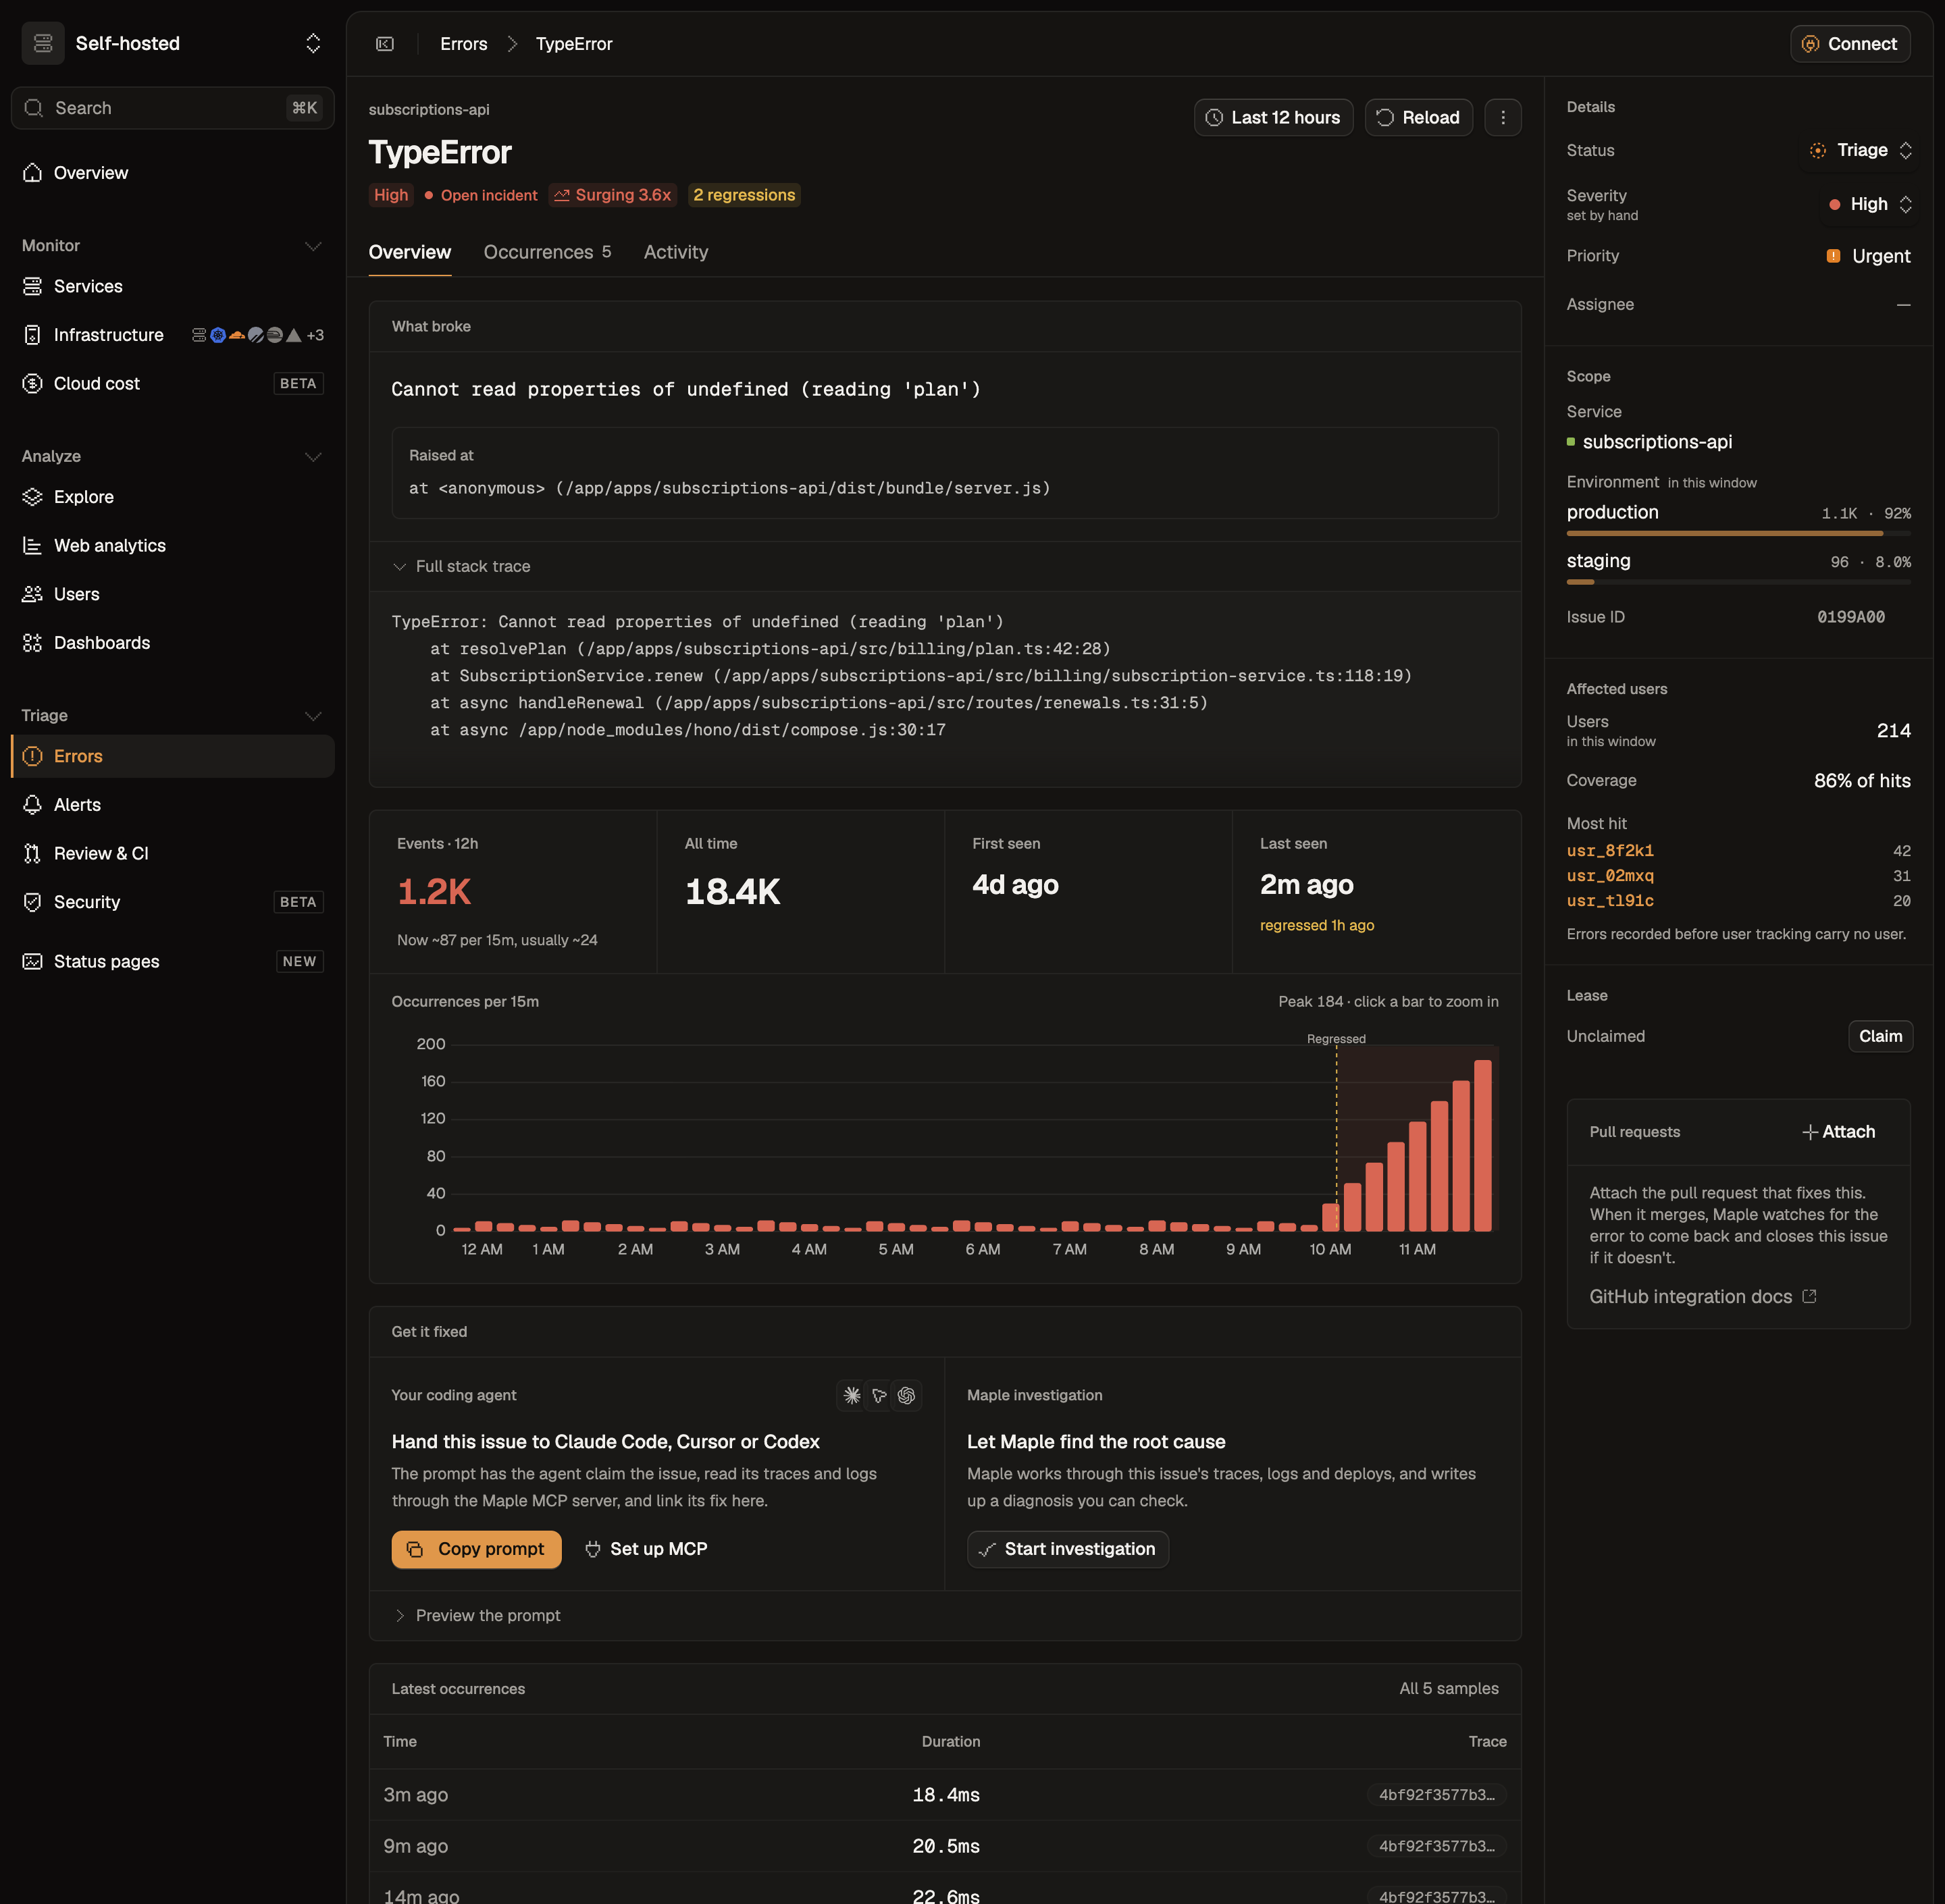 Self-hosted
Search ⌘K
Overview
Monitor
Services
Infrastructure +3
Cloud cost BETA
Analyze
Explore
Web analytics
Users
Dashboards
Triage
Errors
Alerts
Review & CI
Security BETA
Status pages NEW
Errors TypeError
Connect
subscriptions-api
Last 12 hours Reload
TypeError
High Open incident Surging 3.6x 2 regressions
Overview Occurrences 5 Activity
What broke
Cannot read properties of undefined (reading 'plan')
Raised at
at <anonymous> (/app/apps/subscriptions-api/dist/bundle/server.js)
Full stack trace
TypeError: Cannot read properties of undefined (reading 'plan')
at resolvePlan (/app/apps/subscriptions-api/src/billing/plan.ts:42:28)
at SubscriptionService.renew (/app/apps/subscriptions-api/src/billing/subscription-service.ts:118:19)
at async handleRenewal (/app/apps/subscriptions-api/src/routes/renewals.ts:31:5)
at async /app/node_modules/hono/dist/compose.js:30:17
Events · 12h
1.2K
Now ~87 per 15m, usually ~24
All time
18.4K
First seen
4d ago
Last seen
2m ago
regressed 1h ago
Occurrences per 15m
Peak 184 · click a bar to zoom in
Regressed
200
160
120
80
40
0
12 AM 1 AM 2 AM 3 AM 4 AM 5 AM 6 AM 7 AM 8 AM 9 AM 10 AM 11 AM
Get it fixed
Your coding agent
Hand this issue to Claude Code, Cursor or Codex
The prompt has the agent claim the issue, read its traces and logs
through the Maple MCP server, and link its fix here.
Copy prompt Set up MCP
Maple investigation
Let Maple find the root cause
Maple works through this issue's traces, logs and deploys, and writes
up a diagnosis you can check.
Start investigation
Preview the prompt
Latest occurrences All 5 samples
Time Duration Trace
3m ago 18.4ms 4bf92f3577b3…
9m ago 20.5ms 4bf92f3577b3…
14m ago 22.6ms 4bf92f3577b3…
Details
Status Triage
Severity High
set by hand
Priority Urgent
Assignee —
Scope
Service
subscriptions-api
Environment in this window
production 1.1K · 92%
staging 96 · 8.0%
Issue ID 0199A00
Affected users
Users 214
in this window
Coverage 86% of hits
Most hit
usr_8f2k1 42
usr_02mxq 31
usr_tl91c 20
Errors recorded before user tracking carry no user.
Lease
Unclaimed Claim
Pull requests Attach
Attach the pull request that fixes this.
When it merges, Maple watches for the
error to come back and closes this issue
if it doesn't.
GitHub integration docs